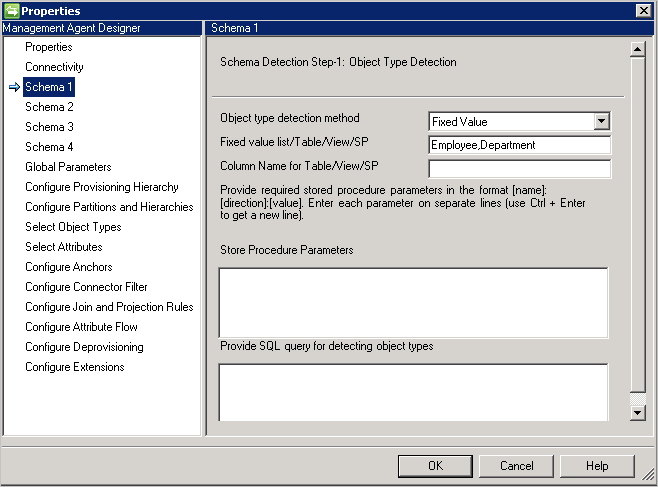 Properties
Management Agent Designer
Properties
Connectivity
Schema 1
Schema 2
Schema 3
Schema 4
Global Parameters
Configure Provisioning Hierarchy
Configure Partitions and Hierarchies
Select Object Types
Select Attributes
Configure Anchors
Configure Connector Filter
Configure Join and Projection Rules
Configure Attribute Flow
Configure Deprovisioning
Configure Extensions
Schema 1
Schema Detection Step-1: Object Type Detection
Object type detection method
Fixed Value
Fixed value list/Table/View/SP
Employee,Department
Column Name for Table/View/SP
Provide required stored procedure parameters in the format [name]:
[direction]:[value]. Enter each parameter on separate lines (use Ctrl + Enter
to get a new line).
Store Procedure Parameters
Provide SQL query for detecting object types
OK
Cancel
Help